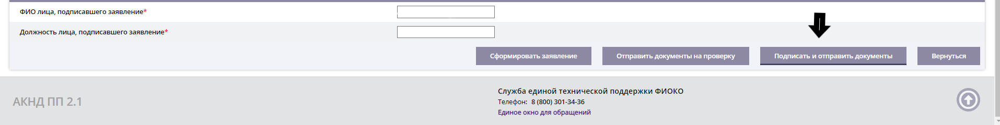 ФИО лица, подписавшего заявление*
Должность лица, подписавшего заявление*
Сформировать заявление Отправить документы на проверку Подписать и отправить документы Вернуться
АКНД ПП 2.1
Служба единой технической поддержки ФИОКО
Телефон: 8 (800) 301-34-36
Единое окно для обращений